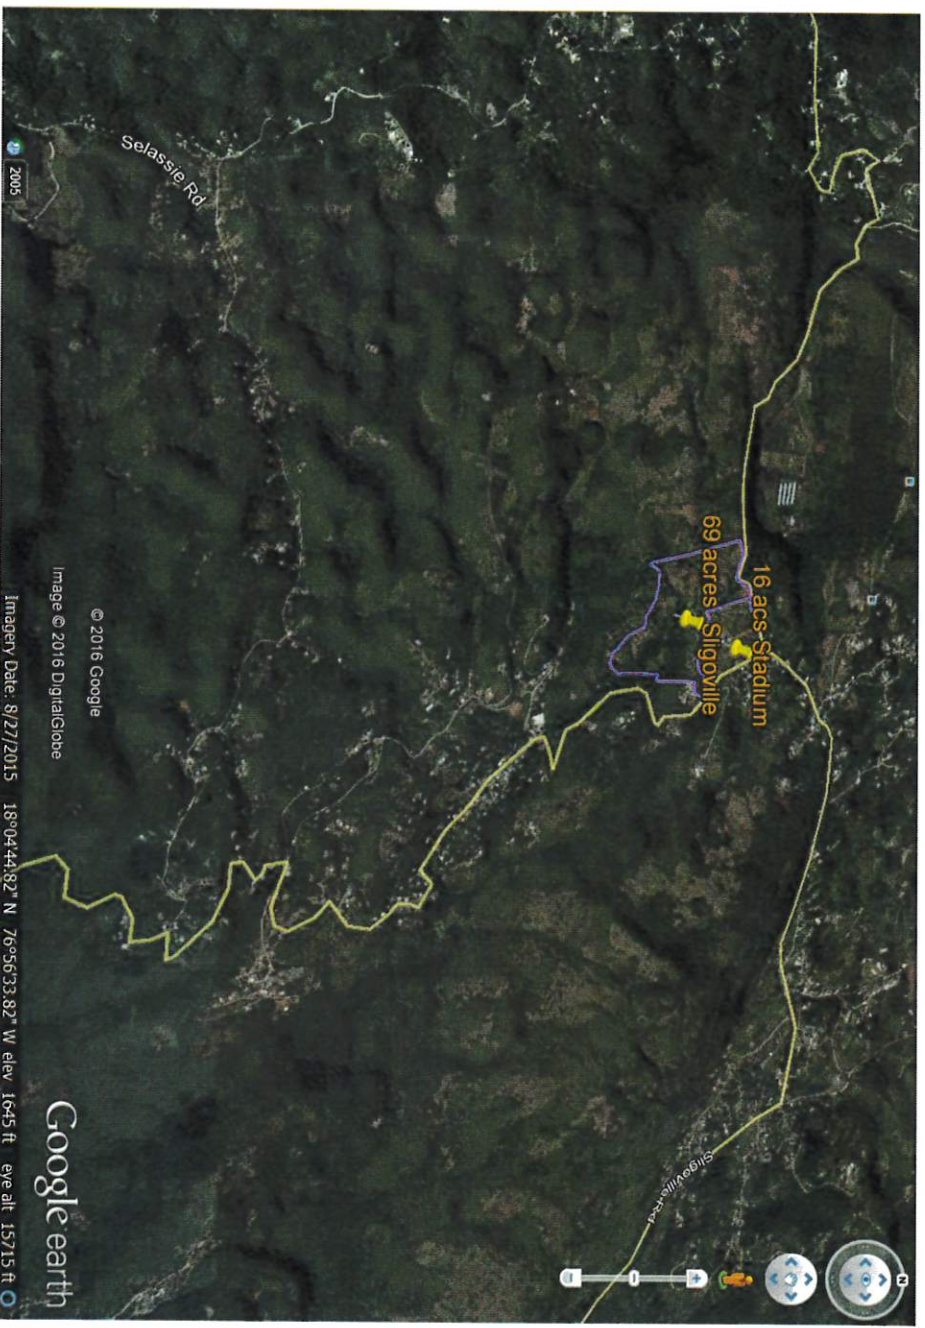 N
16 acs Stadium
69 acres Sligoville
Sligoville Rd
Selassie Rd
© 2016 Google
Image © 2016 DigitalGlobe
Google earth
2005
Imagery Date: 8/27/2015 18°04'44.82" N 76°56'33.82" W elev 1645 ft eye alt 15715 ft